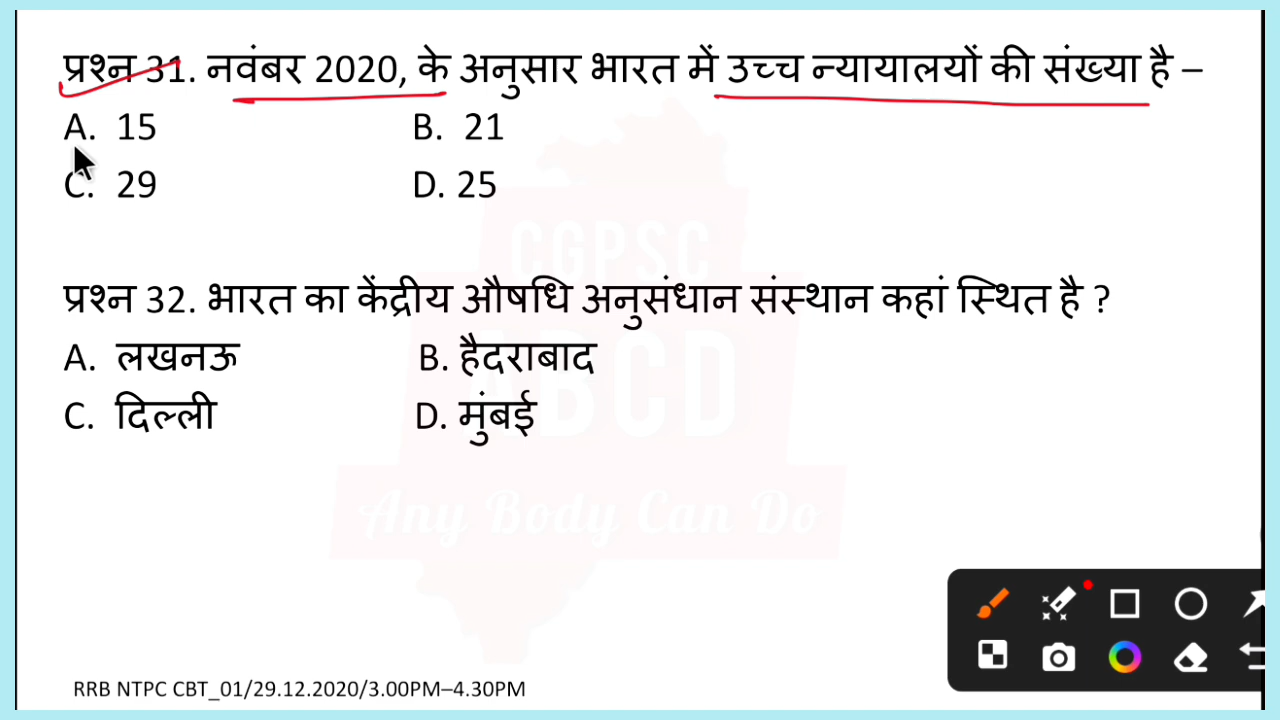 प्रश्न 31. नवंबर 2020, के अनुसार भारत में उच्च न्यायालयों की संख्या है –
A. 15 B. 21
C. 29 D. 25
CGPSC
प्रश्न 32. भारत का केंद्रीय औषधि अनुसंधान संस्थान कहां स्थित है ?
A. लखनऊ B. हैदराबाद
C. दिल्ली D. मुंबई
ABCD
Any Body Can Do
RRB NTPC CBT_01/29.12.2020/3.00PM–4.30PM